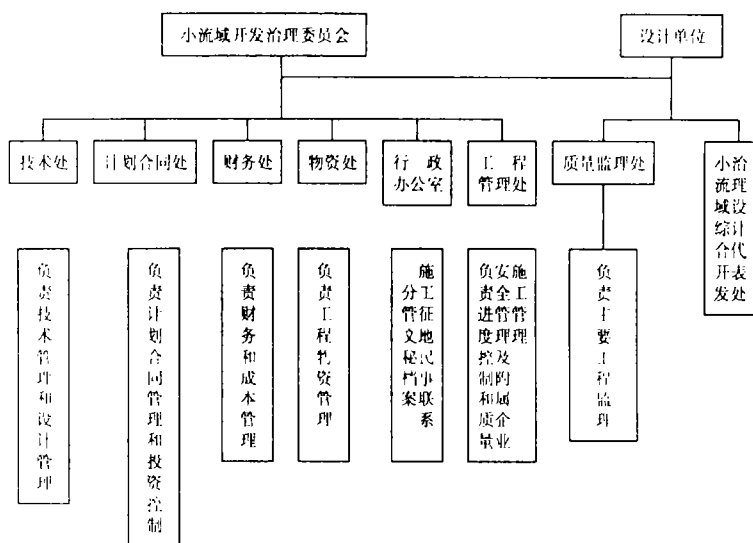 小流域开发治理委员会
设计单位
技术处
计划合同处
财务处
物资处
行政
办公室
工程
管理处
质量监理处
小流域综合开发
治理设计代表处
负责技术管理和设计管理
负责计划合同管理和投资控制
负责财务和成本管理
负责工程物资管理
分管文秘档案
施工征地民事联系
负责进度控制和质量
安全管理及附属企业
施工管理
负责主要工程监理